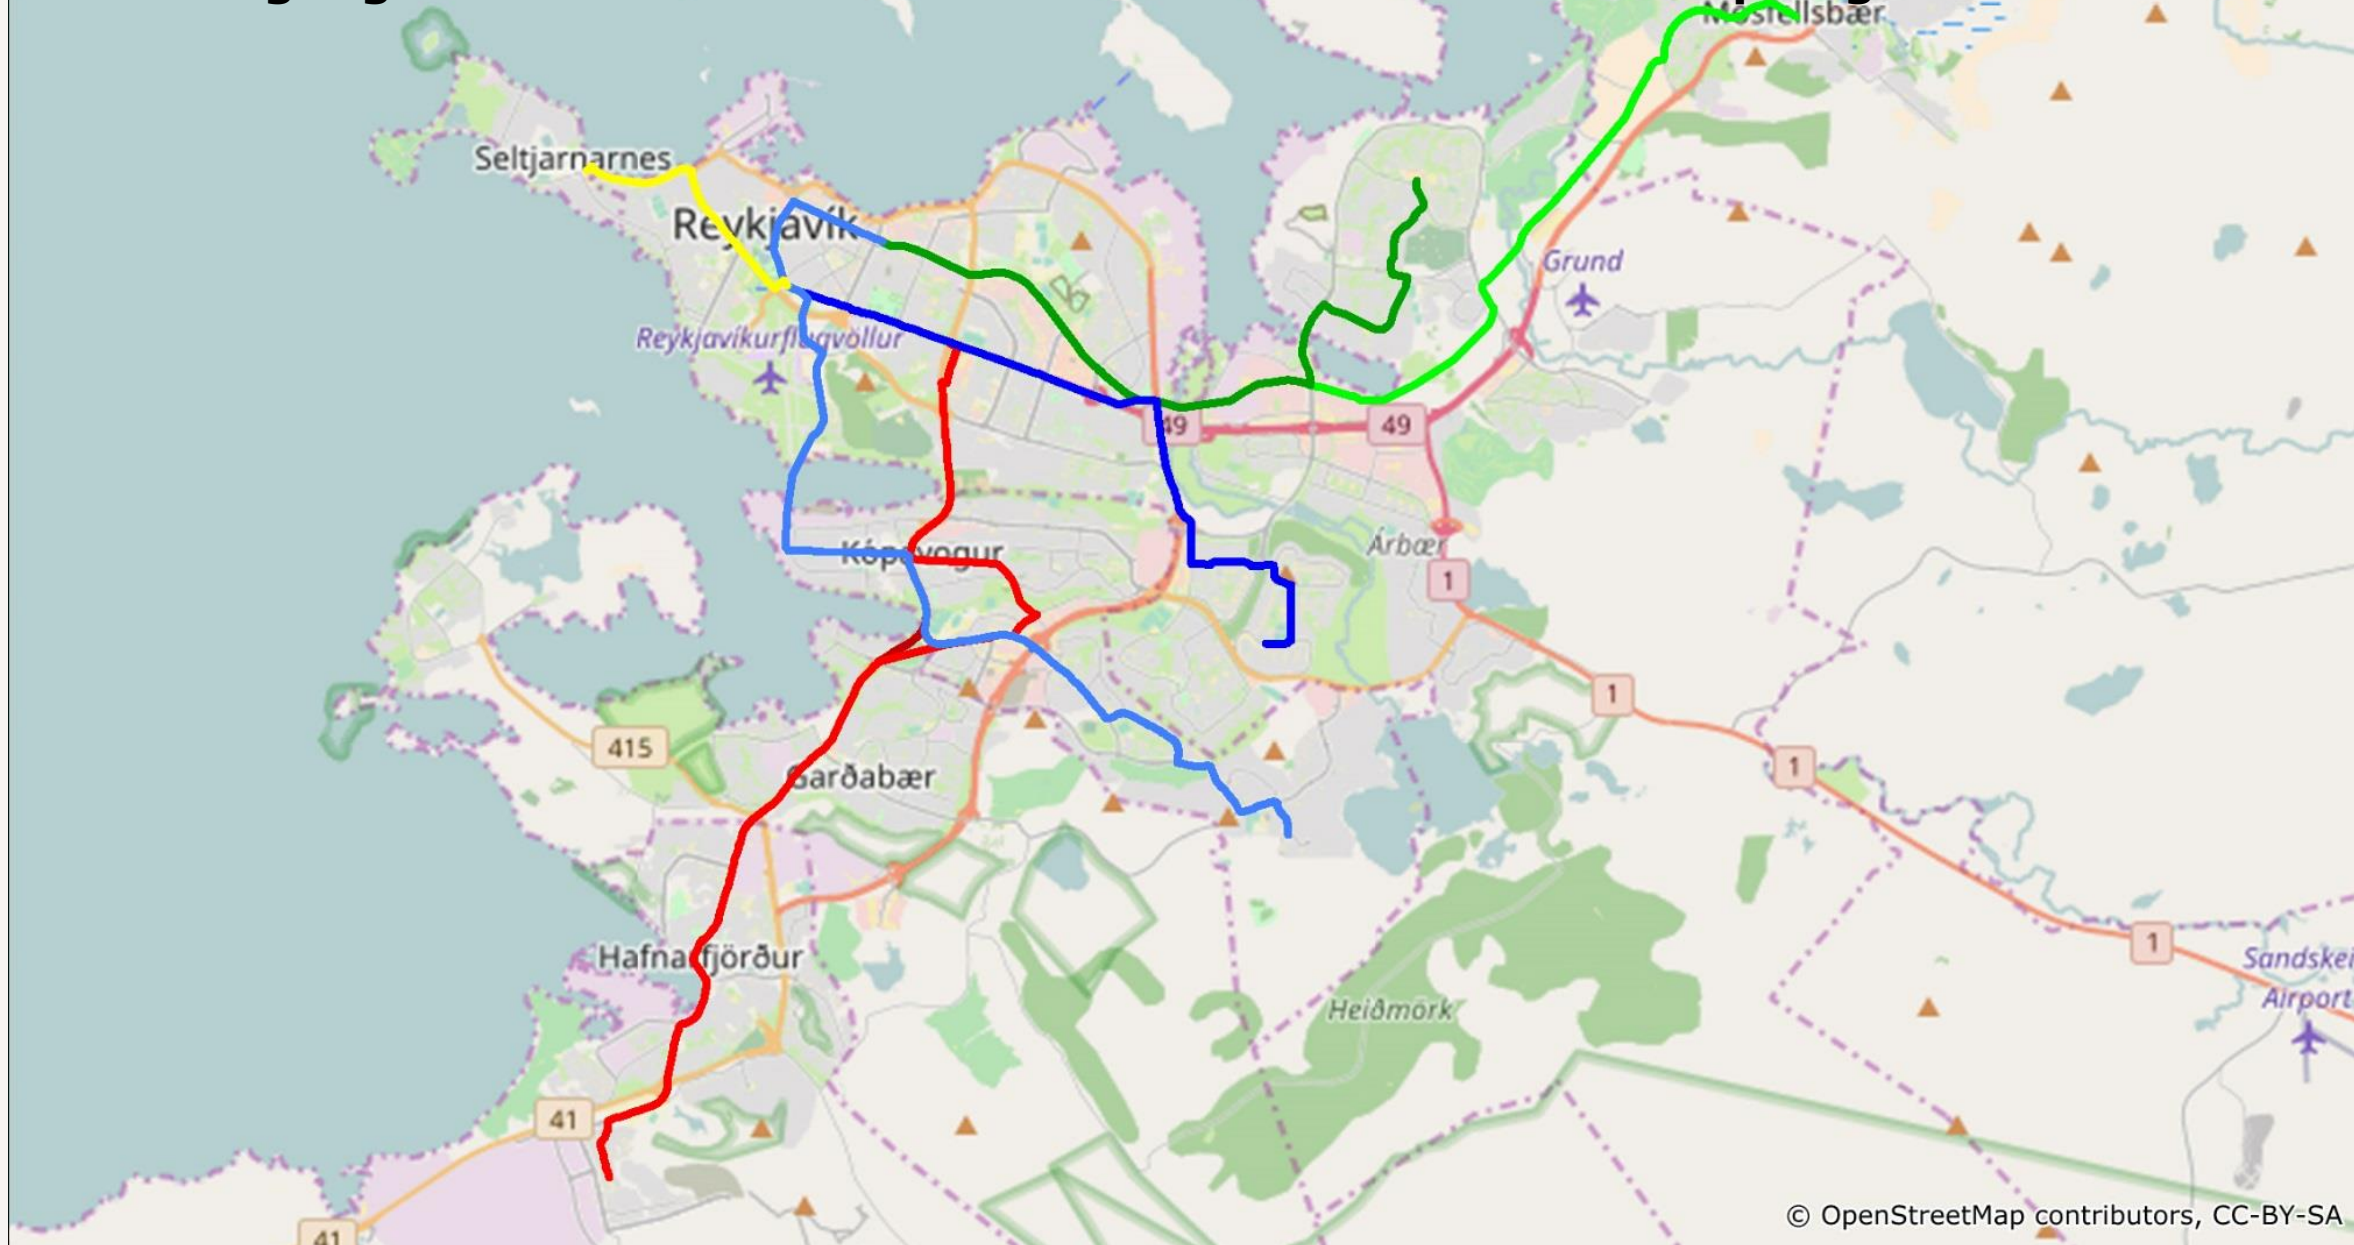 Mosfellsbær
Seltjarnarnes
Reykjavík
Grund
Reykjavíkurflugvöllur
49
49
Árbær
Kópavogur
1
1
415
1
Garðabær
1
Hafnarfjörður
Sandskei
Airport
Heiðmörk
41
41
© OpenStreetMap contributors, CC-BY-SA